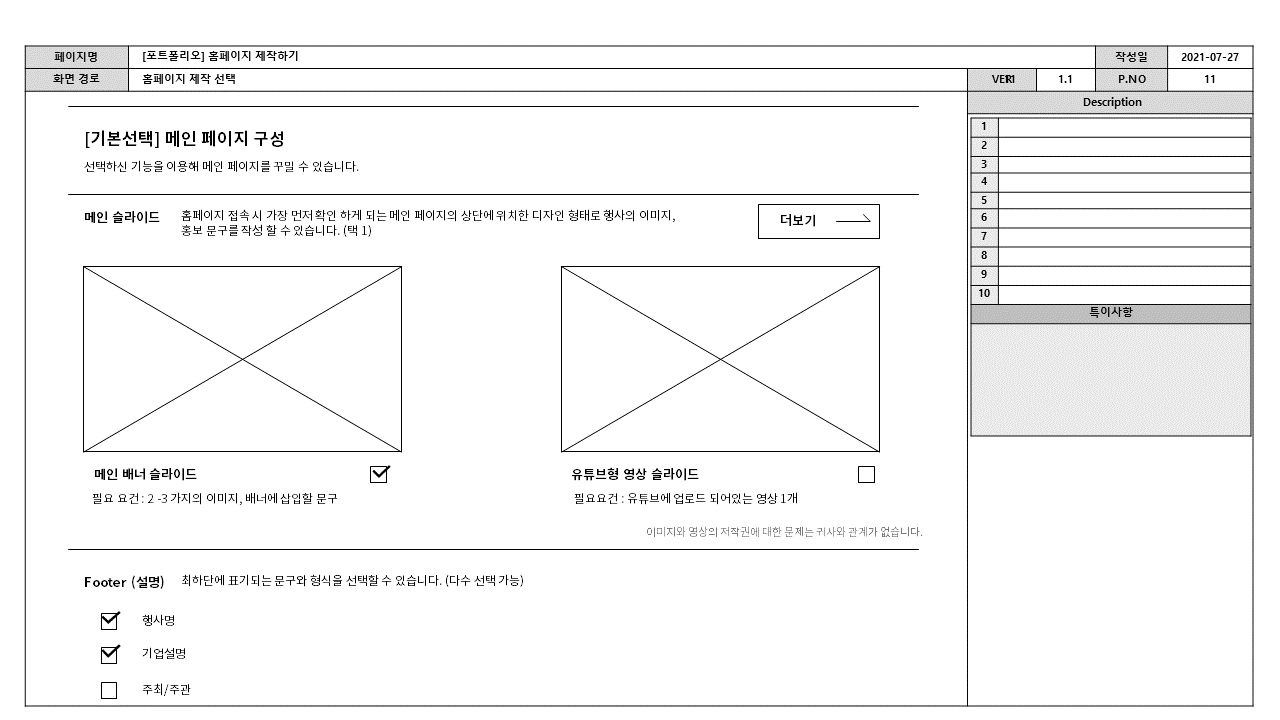 페이지명 [포트폴리오] 홈페이지 제작하기 작성일 2021-07-27
화면 경로 홈페이지 제작 선택 VER1 1.1 P.NO 11
Description
1
2
3
4
5
6
7
8
9
10
특이사항
[기본선택] 메인 페이지 구성
선택하신 기능을 이용해 메인 페이지를 꾸밀 수 있습니다.
메인 슬라이드
홈페이지 접속 시 가장 먼저 확인 하게 되는 메인 페이지의 상단에 위치한 디자인 형태로 행사의 이미지,
홍보 문구를 작성 할 수 있습니다. (택 1)
더보기
메인 배너 슬라이드
필요 요건 : 2 -3 가지의 이미지, 배너에 삽입할 문구
유튜브형 영상 슬라이드
필요요건 : 유튜브에 업로드 되어있는 영상 1개
이미지와 영상의 저작권에 대한 문제는 귀사와 관계가 없습니다.
Footer (설명) 최하단에 표기되는 문구와 형식을 선택할 수 있습니다. (다수 선택 가능)
행사명
기업설명
주최/주관